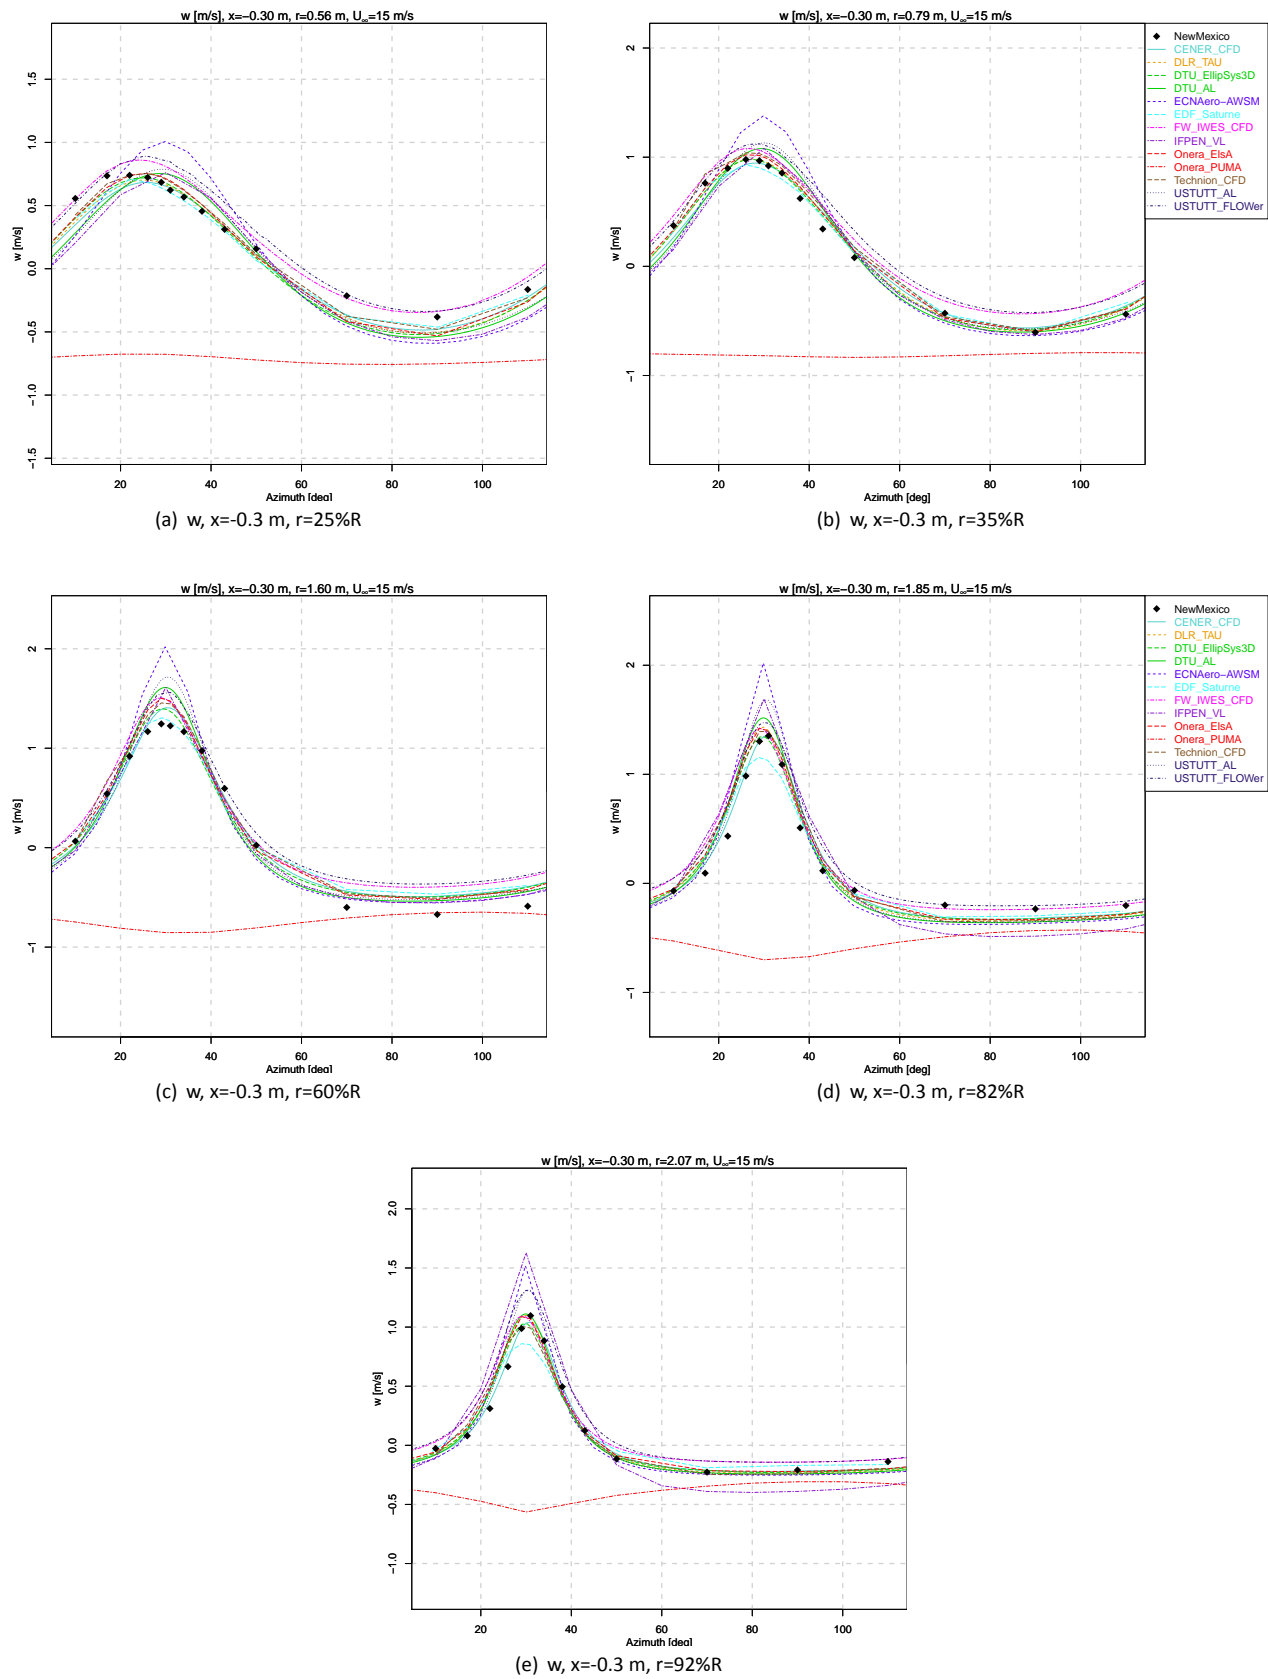 w [m/s], x=−0.30 m, r=0.56 m, U∞=15 m/s
w [m/s]
1.5
1.0
0.5
0.0
−0.5
−1.0
−1.5
20 40 60 80 100
Azimuth [deg]
(a) w, x=-0.3 m, r=25%R
w [m/s], x=−0.30 m, r=0.79 m, U∞=15 m/s
w [m/s]
2
1
0
−1
20 40 60 80 100
Azimuth [deg]
(b) w, x=-0.3 m, r=35%R
NewMexico
CENER_CFD
DLR_TAU
DTU_EllipSys3D
DTU_AL
ECNAero-AWSM
EDF_Saturne
FW_IWES_CFD
IFPEN_VL
Onera_ElsA
Onera_PUMA
Technion_CFD
USTUTT_AL
USTUTT_FLOWer
w [m/s], x=−0.30 m, r=1.60 m, U∞=15 m/s
w [m/s]
2
1
0
−1
20 40 60 80 100
Azimuth [deg]
(c) w, x=-0.3 m, r=60%R
w [m/s], x=−0.30 m, r=1.85 m, U∞=15 m/s
w [m/s]
2
1
0
−1
20 40 60 80 100
Azimuth [deg]
(d) w, x=-0.3 m, r=82%R
NewMexico
CENER_CFD
DLR_TAU
DTU_EllipSys3D
DTU_AL
ECNAero-AWSM
EDF_Saturne
FW_IWES_CFD
IFPEN_VL
Onera_ElsA
Onera_PUMA
Technion_CFD
USTUTT_AL
USTUTT_FLOWer
w [m/s], x=−0.30 m, r=2.07 m, U∞=15 m/s
w [m/s]
2.0
1.5
1.0
0.5
0.0
−0.5
−1.0
20 40 60 80 100
Azimuth [deg]
(e) w, x=-0.3 m, r=92%R